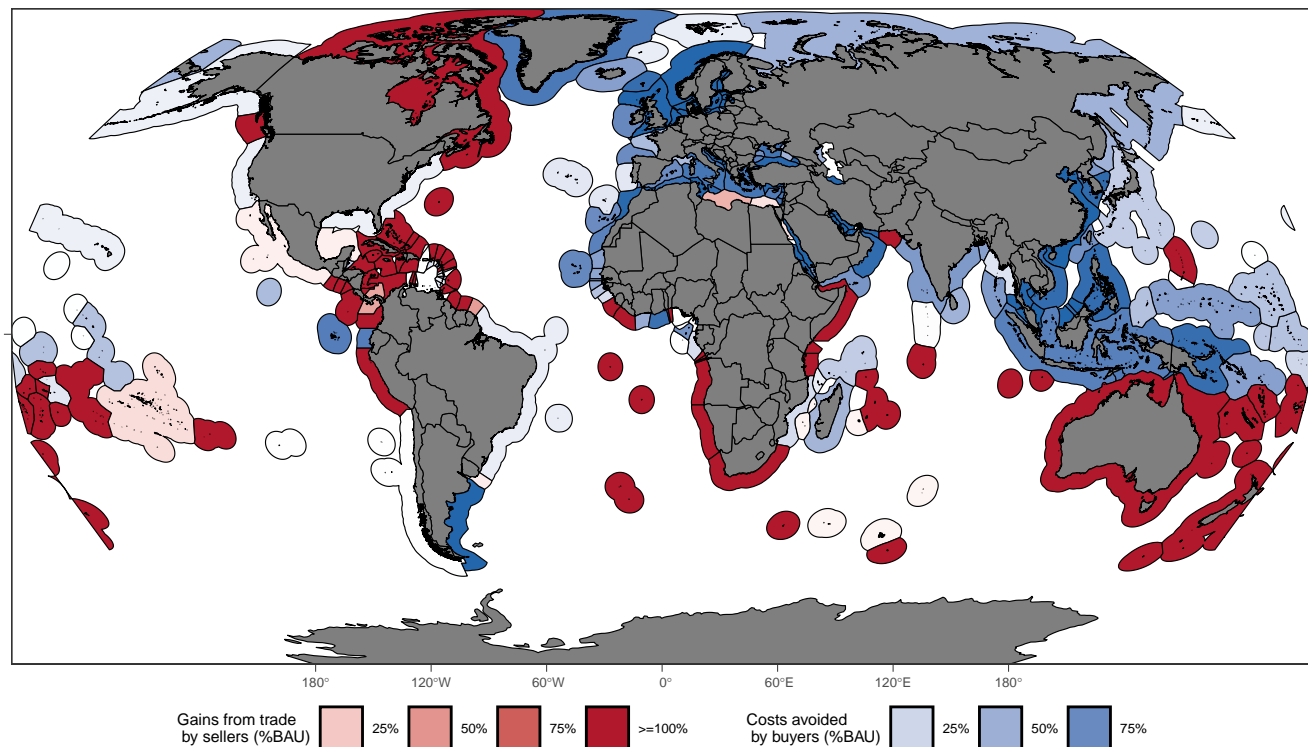 180° 120°W 60°W 0° 60°E 120°E 180°
Gains from trade
by sellers (%BAU)
25% 50% 75% >=100%
Costs avoided
by buyers (%BAU)
25% 50% 75%